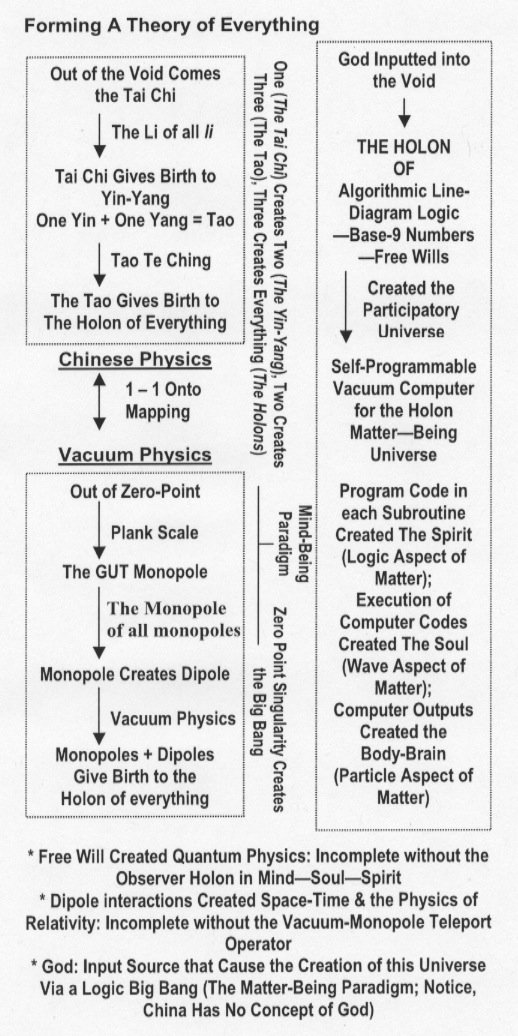 Forming A Theory of Everything
Out of the Void Comes
the Tai Chi
The Li of all li
Tai Chi Gives Birth to
Yin-Yang
One Yin + One Yang = Tao
Tao Te Ching
The Tao Gives Birth to
The Holon of Everything
Chinese Physics
1 – 1 Onto
Mapping
Vacuum Physics
Out of Zero-Point
Plank Scale
The GUT Monopole
The Monopole
of all monopoles
Monopole Creates Dipole
Vacuum Physics
Monopoles + Dipoles
Give Birth to the
Holon of everything
One (The Tai Chi) Creates Two (The Yin-Yang), Two Creates
Three (The Tao), Three Creates Everything (The Holons)
Mind-Being
Paradigm
Zero Point Singularity Creates
the Big Bang
God Inputted into
the Void
THE HOLON
OF
Algorithmic Line-
Diagram Logic
—Base-9 Numbers
—Free Wills
Created the
Participatory
Universe
Self-Programmable
Vacuum Computer
for the Holon
Matter—Being
Universe
Program Code in
each Subroutine
Created The Spirit
(Logic Aspect of
Matter);
Execution of
Computer Codes
Created The Soul
(Wave Aspect of
Matter);
Computer Outputs
Created the
Body-Brain
(Particle Aspect of
Matter)
* Free Will Created Quantum Physics: Incomplete without the
Observer Holon in Mind—Soul—Spirit
* Dipole interactions Created Space-Time & the Physics of
Relativity: Incomplete without the Vacuum-Monopole Teleport
Operator
* God: Input Source that Cause the Creation of this Universe
Via a Logic Big Bang (The Matter-Being Paradigm; Notice,
China Has No Concept of God)